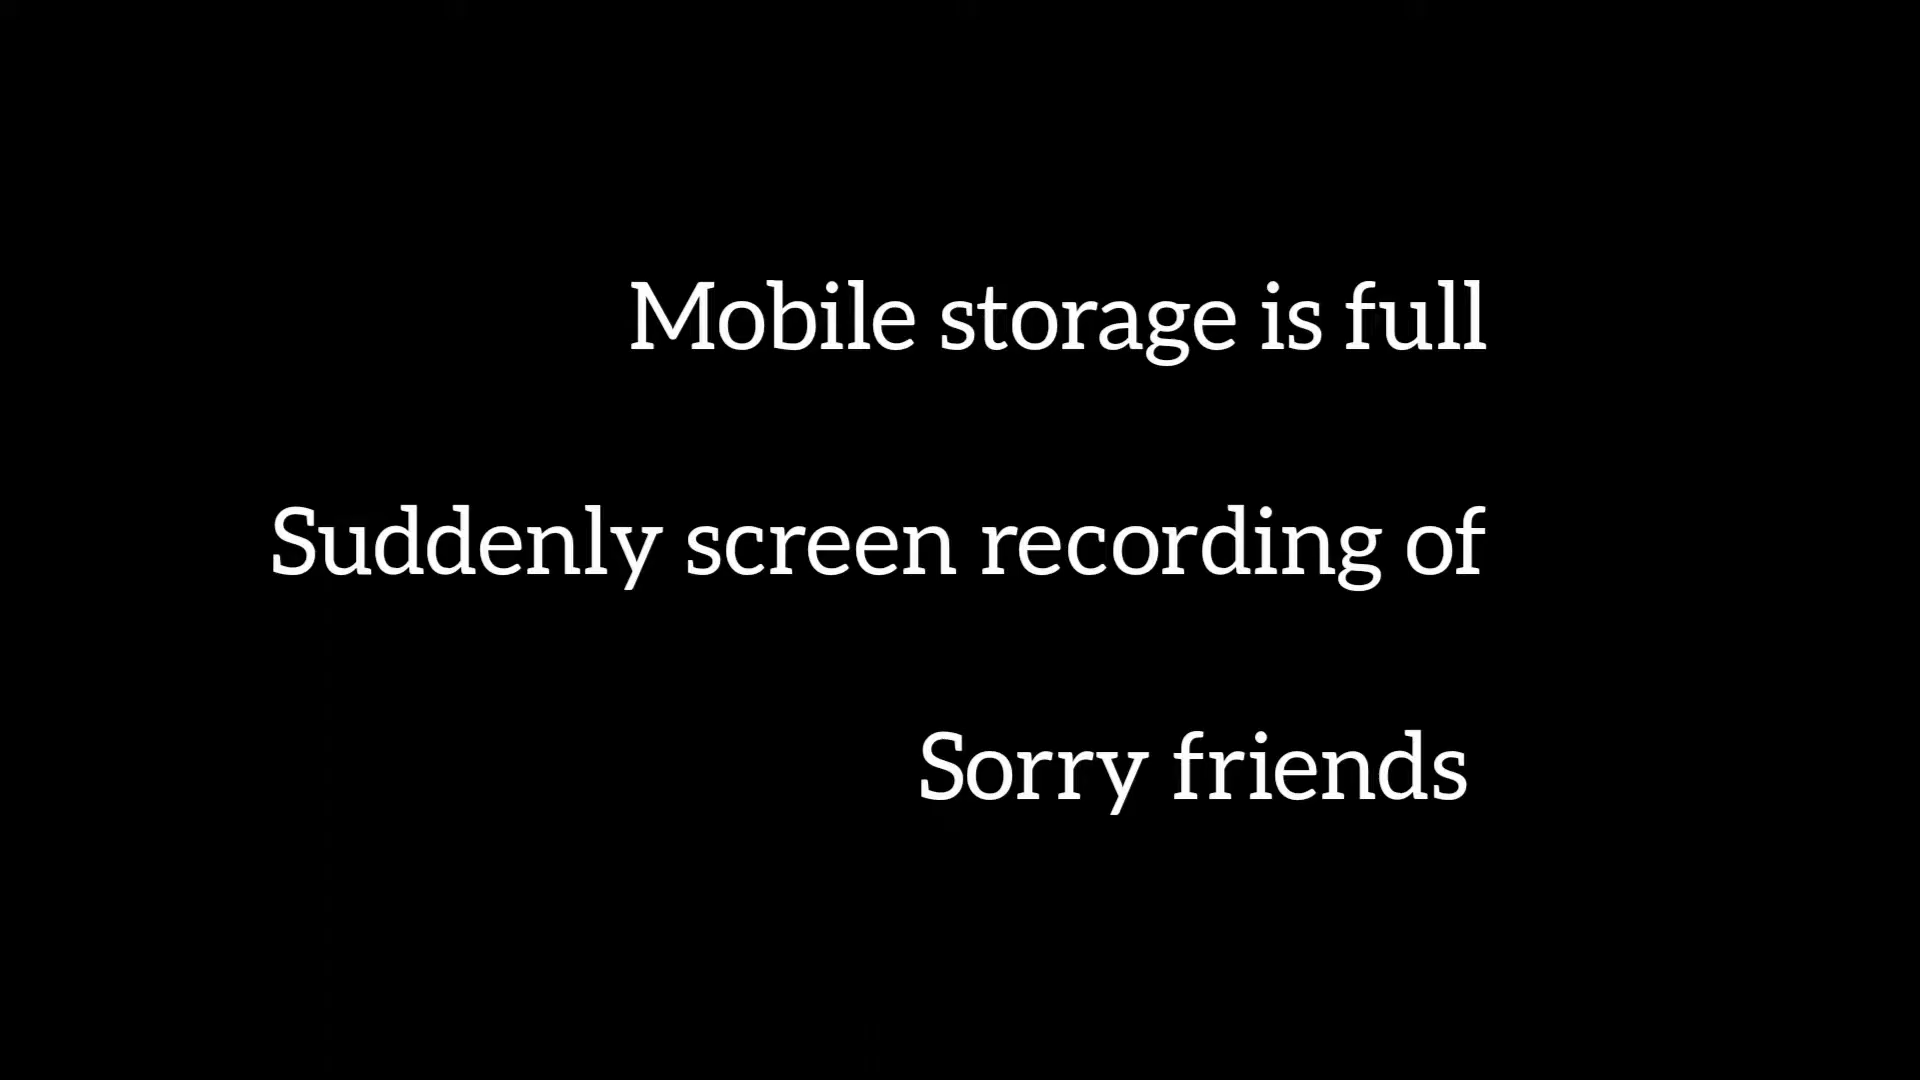 Mobile storage is full
Suddenly screen recording of
Sorry friends